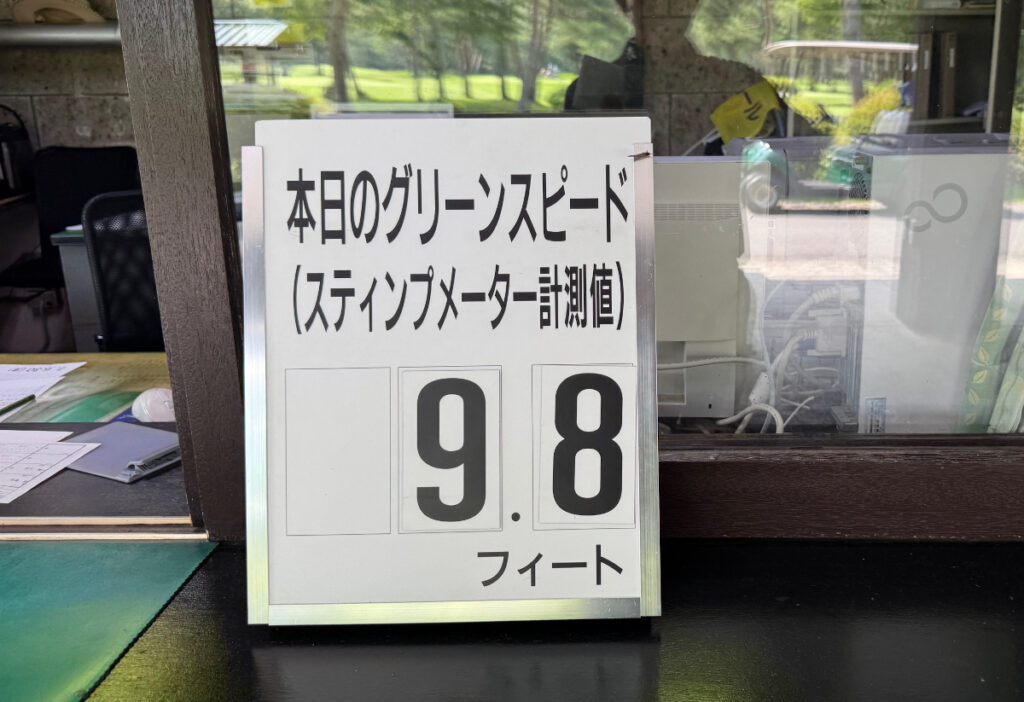 本日のグリーンスピード
(スティンプメーター計測値)
9.8
フィート